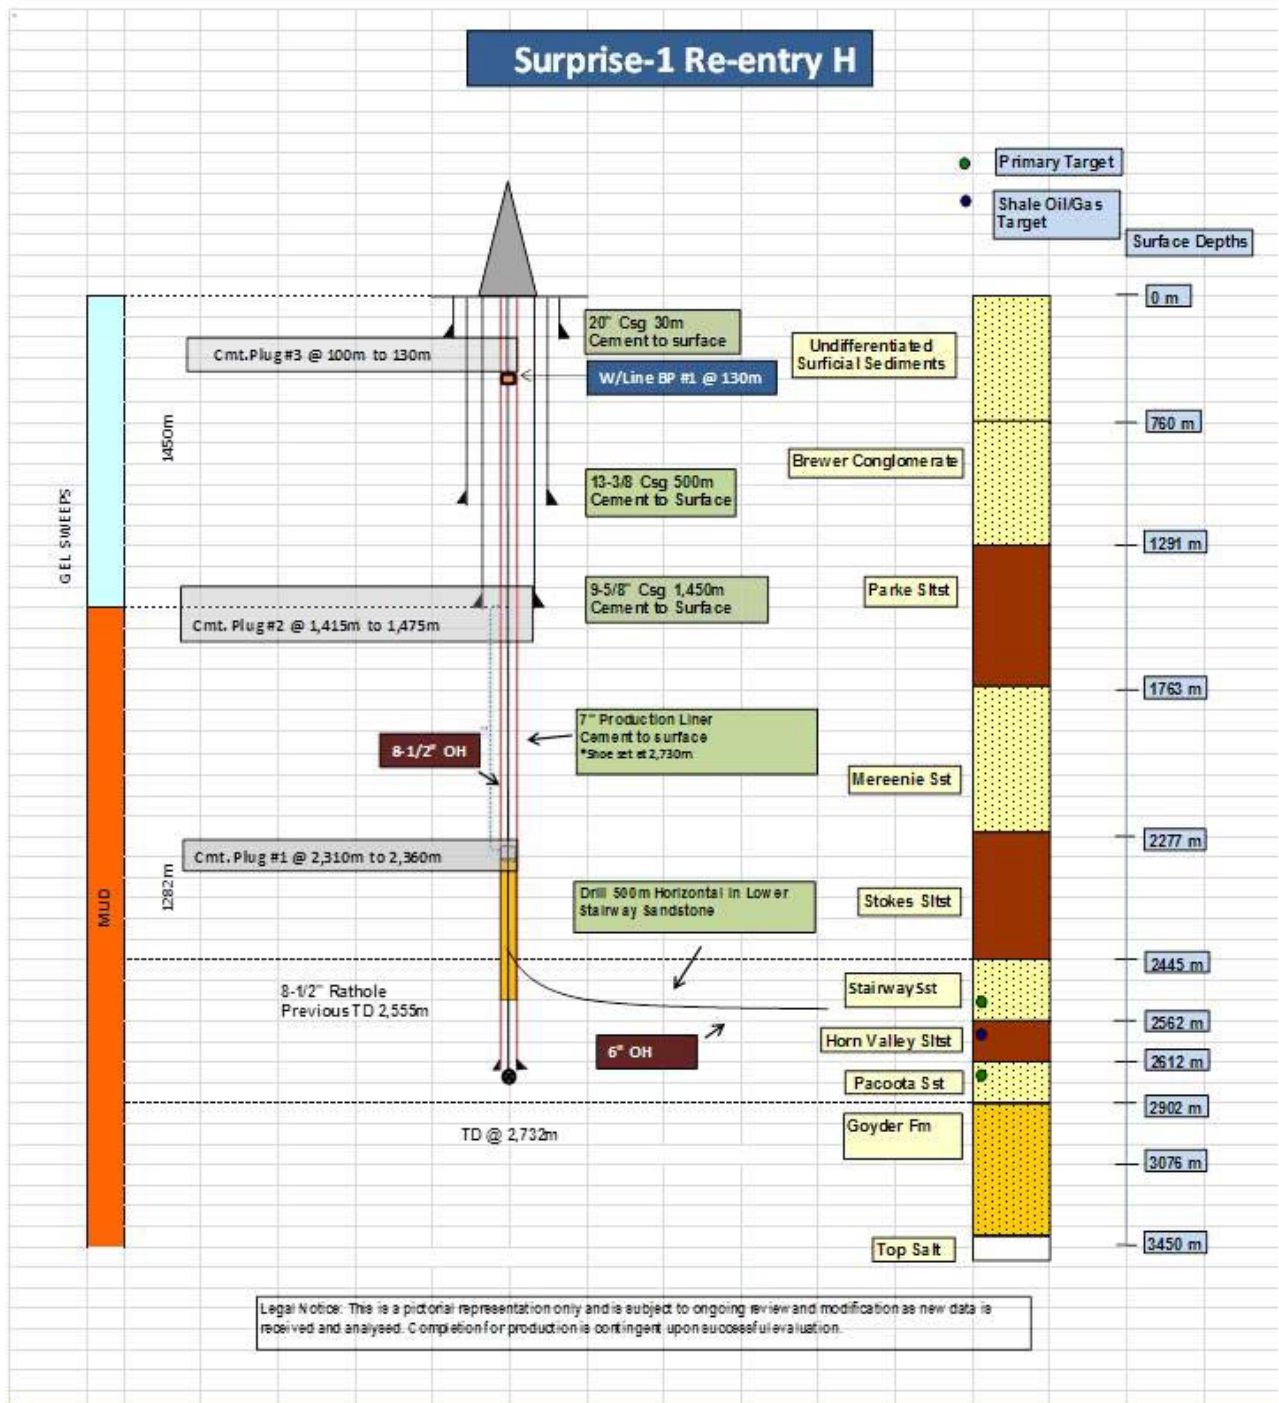 Surprise-1 Re-entry H
Primary Target
Shale Oil/Gas
Target
Surface Depths
0 m
20" Csg 30m
Cement to surface
Cmt.Plug #3 @ 100m to 130m
Undifferentiated
Surficial Sediments
W/Line BP #1 @ 130m
760 m
1450m
Brewer Conglomerate
13-3/8 Csg 500m
Cement to Surface
GEL SWEEPS
1291 m
9-5/8" Csg 1,450m
Cement to Surface
Parke Sltst
Cmt. Plug #2 @ 1,415m to 1,475m
1763 m
7" Production Liner
Cement to surface
*Shoe set at 2,730m
8-1/2" OH
Mereenie Sst
2277 m
Cmt. Plug #1 @ 2,310m to 2,360m
1282m
MUD
Drill 500m Horizontal in Lower
Stairway Sandstone
Stokes Sltst
2445 m
8-1/2" Rathole
Previous TD 2,555m
Stairway Sst
2562 m
Horn Valley Sltst
6" OH
2612 m
Pacoota Sst
2902 m
Goyder Fm
TD @ 2,732m
3076 m
Top Salt
3450 m
Legal Notice: This is a pictorial representation only and is subject to ongoing review and modification as new data is
received and analysed. Completion for production is contingent upon successful evaluation.